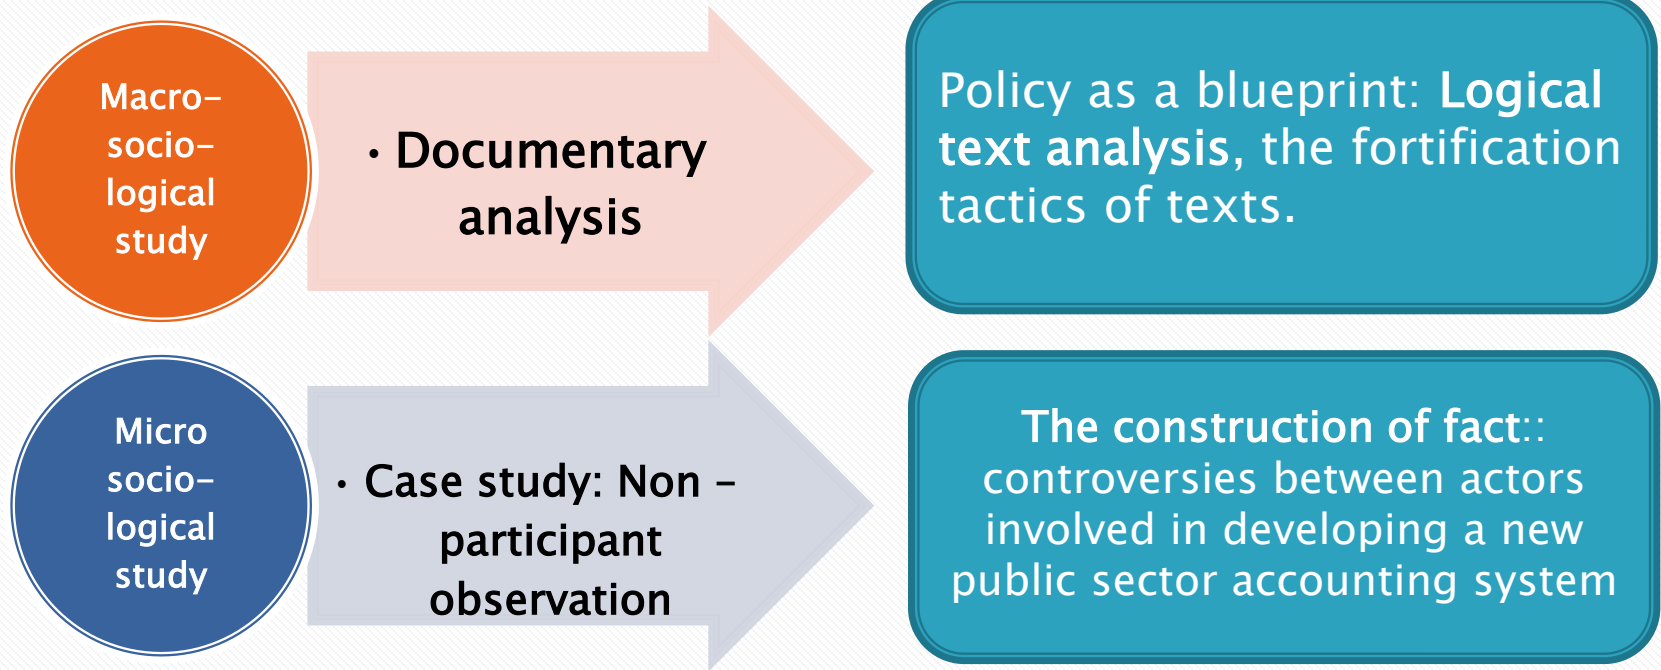 Macro-
socio-
logical
study
• Documentary
analysis
Policy as a blueprint: Logical
text analysis, the fortification
tactics of texts.
Micro
socio-
logical
study
• Case study: Non -
participant
observation
The construction of fact::
controversies between actors
involved in developing a new
public sector accounting system